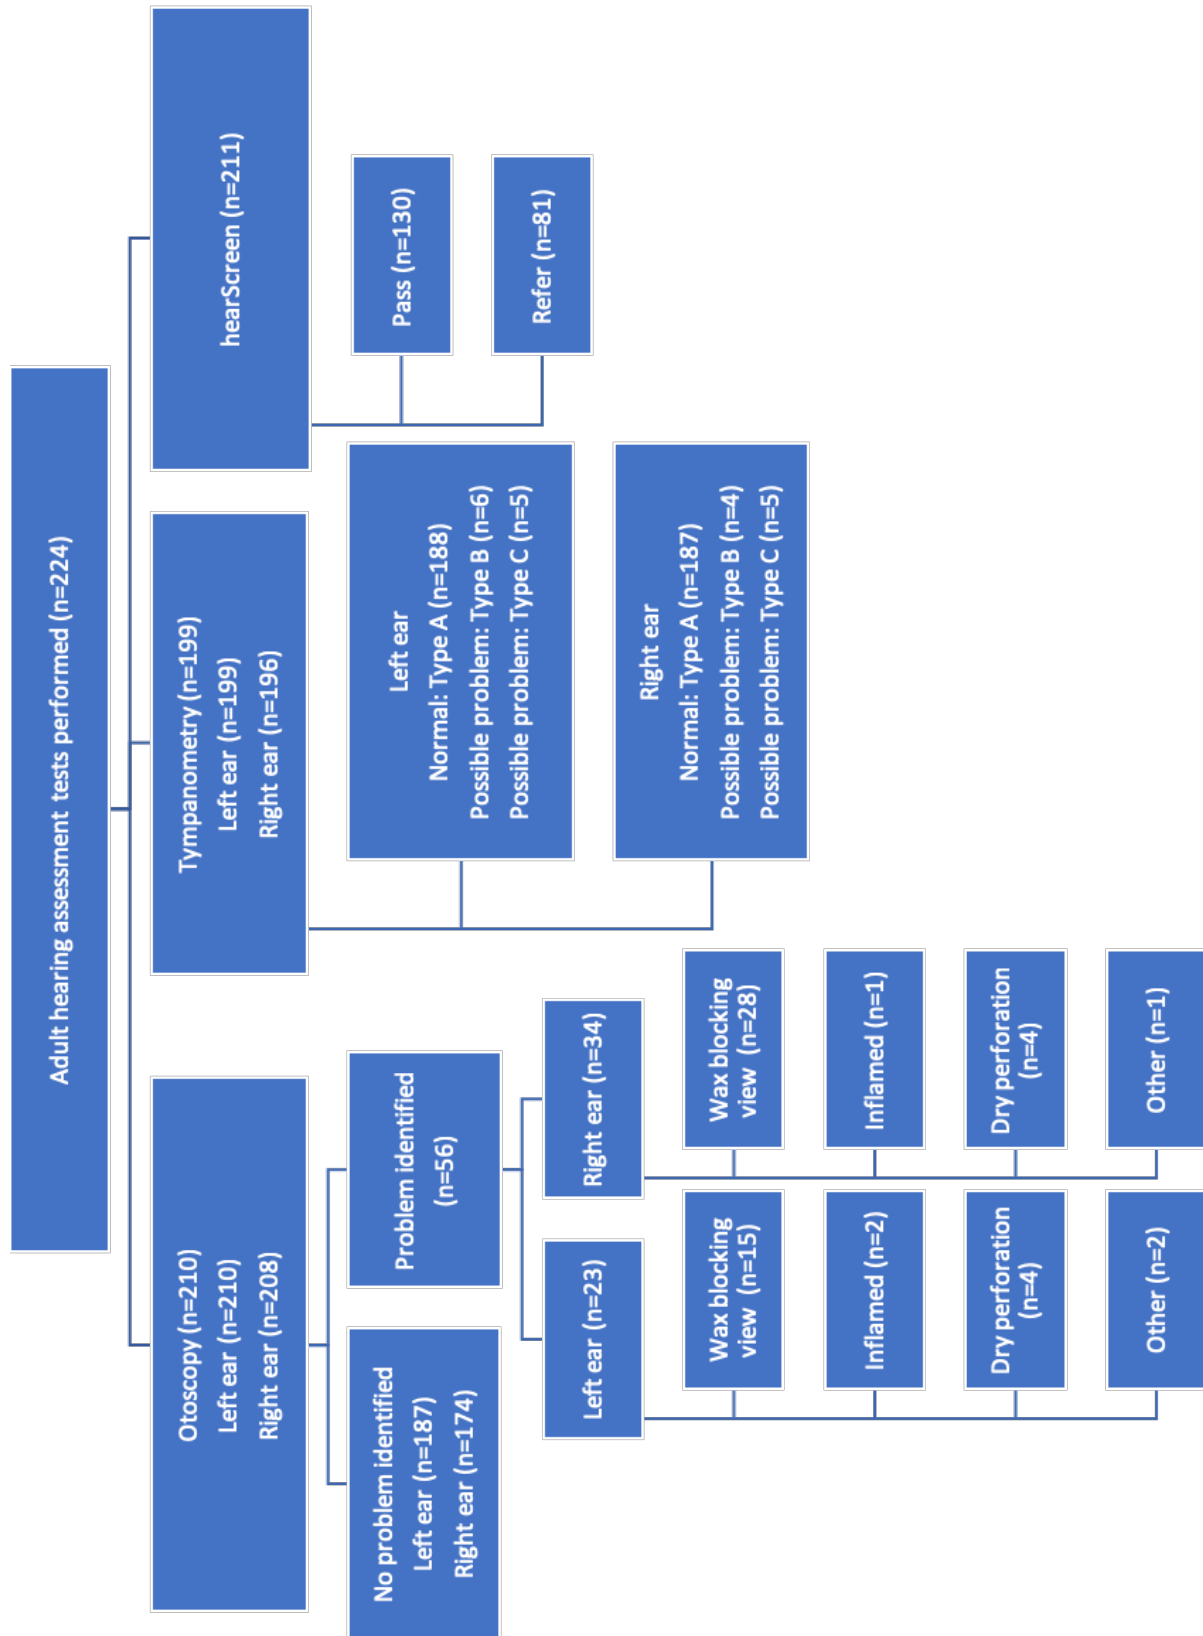 Adult hearing assessment tests performed (n=224)
Otoscopy (n=210)
Left ear (n=210)
Right ear (n=208)
Tympanometry (n=199)
Left ear (n=199)
Right ear (n=196)
hearScreen (n=211)
No problem identified
Left ear (n=187)
Right ear (n=174)
Problem identified
(n=56)
Left ear (n=23)
Wax blocking
view (n=15)
Inflamed (n=2)
Dry perforation
(n=4)
Other (n=2)
Right ear (n=34)
Wax blocking
view (n=28)
Inflamed (n=1)
Dry perforation
(n=4)
Other (n=1)
Left ear
Normal: Type A (n=188)
Possible problem: Type B (n=6)
Possible problem: Type C (n=5)
Right ear
Normal: Type A (n=187)
Possible problem: Type B (n=4)
Possible problem: Type C (n=5)
Pass (n=130)
Refer (n=81)